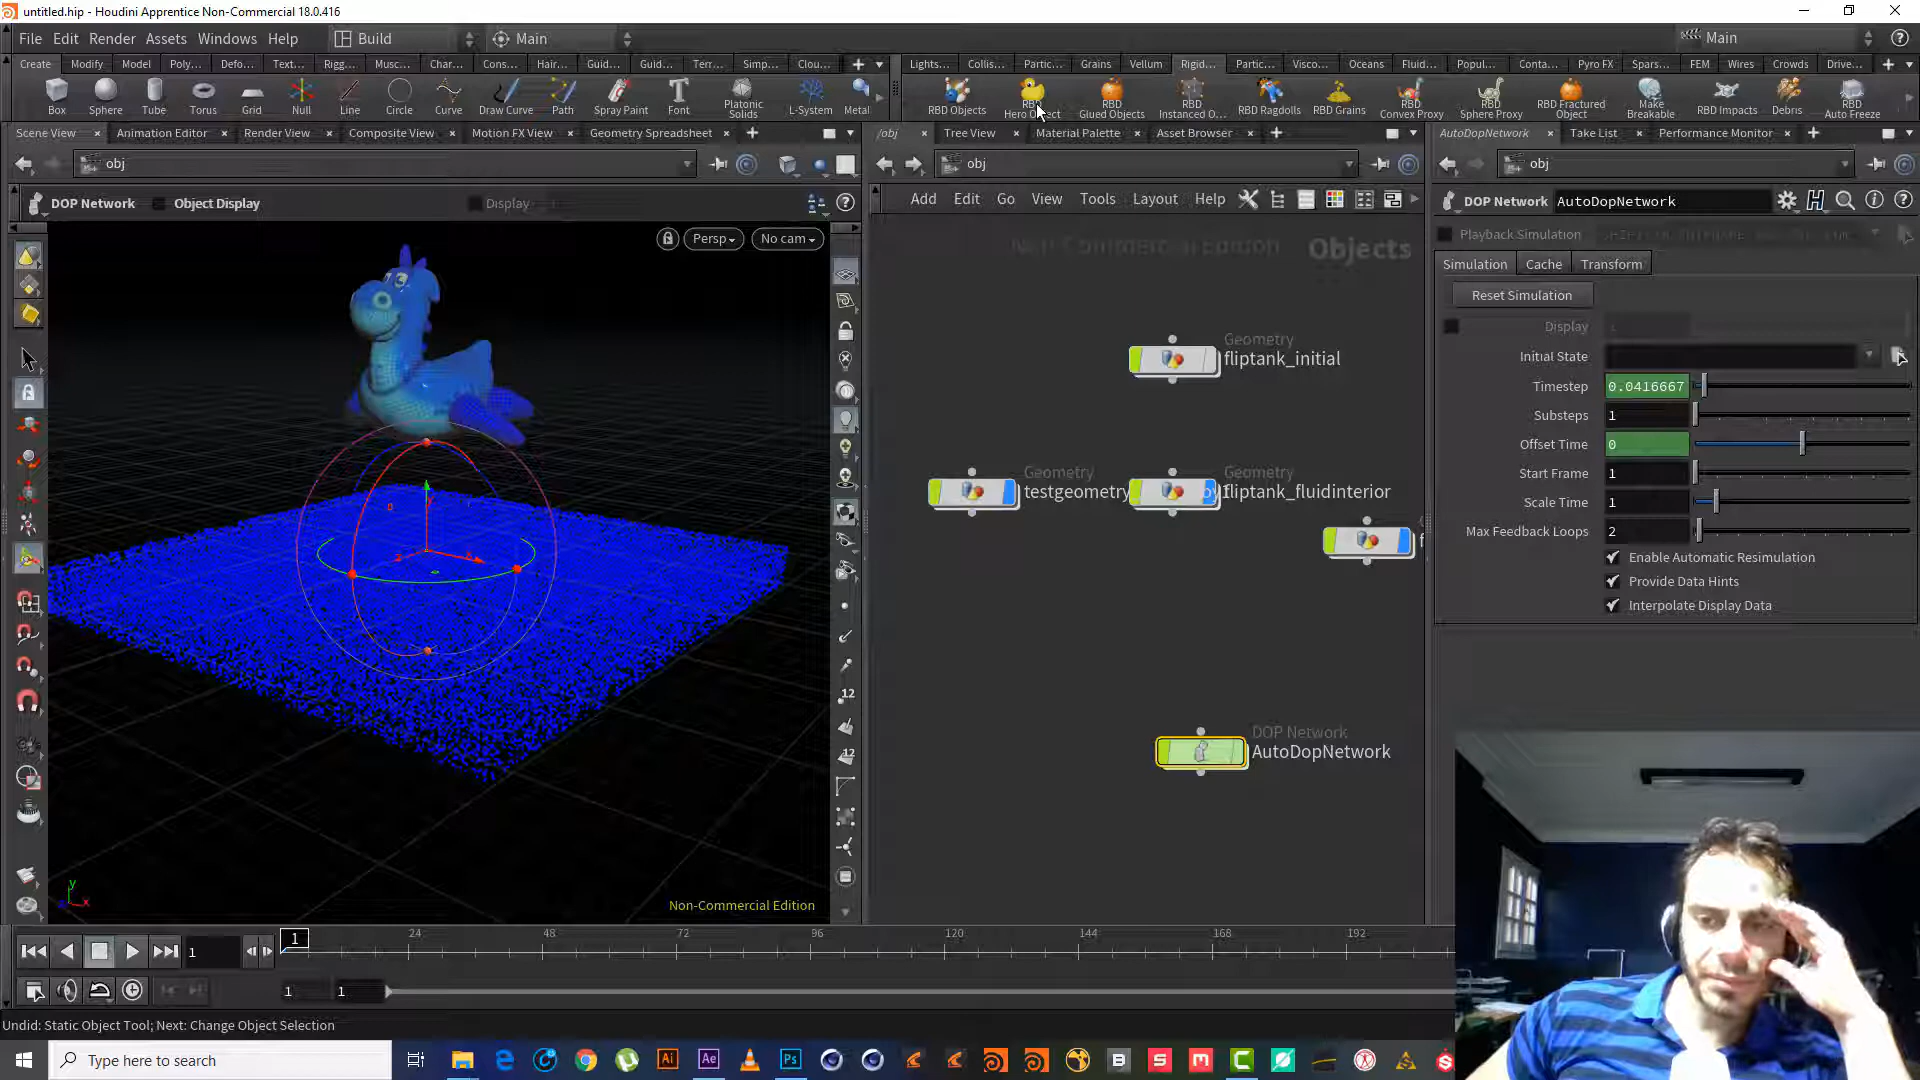 untitled.hip - Houdini Apprentice Non-Commercial 18.0.416
File Edit Render Assets Windows Help Build Main Main
Create Modify Model Poly... Defo... Text... Rigg... Musc... Char... Cons... Hair... Guid... Guid... Terr... Simp... Clou...
Lights... Collis... Partic... Grains Vellum Rigid... Partic... Visco... Oceans Fluid... Popul... Conta... Pyro FX Spars... FEM Wires Crowds Drive...
Box Sphere Tube Torus Grid Null Line Circle Curve Draw Curve Path Spray Paint Font Platonic Solids L-System Metal
RBD Objects RBD Hero Object RBD Glued Objects RBD Instanced O... RBD Ragdolls RBD Grains RBD Convex Proxy RBD Sphere Proxy RBD Fractured Object Make Breakable RBD Impacts Debris RBD Auto Freeze
Scene View Animation Editor Render View Composite View Motion FX View Geometry Spreadsheet
/obj Tree View Material Palette Asset Browser
AutoDopNetwork Take List Performance Monitor
obj
obj
obj
DOP Network Object Display Display
Add Edit Go View Tools Layout Help
DOP Network AutoDopNetwork
Persp No cam
12
12
y
x
Non-Commercial Edition
Non-Commercial Edition Objects
Geometry
fliptank_initial
Geometry
testgeometry
Geometry
fliptank_fluidinterior
DOP Network
AutoDopNetwork
Playback Simulation
Simulation Cache Transform
Reset Simulation
Display
Initial State
Timestep 0.0416667
Substeps 1
Offset Time 0
Start Frame 1
Scale Time 1
Max Feedback Loops 2
Enable Automatic Resimulation
Provide Data Hints
Interpolate Display Data
1
1 24 48 72 96 120 144 168 192
1 1
Undid: Static Object Tool; Next: Change Object Selection
Type here to search
Ai Ae Ps B S M C